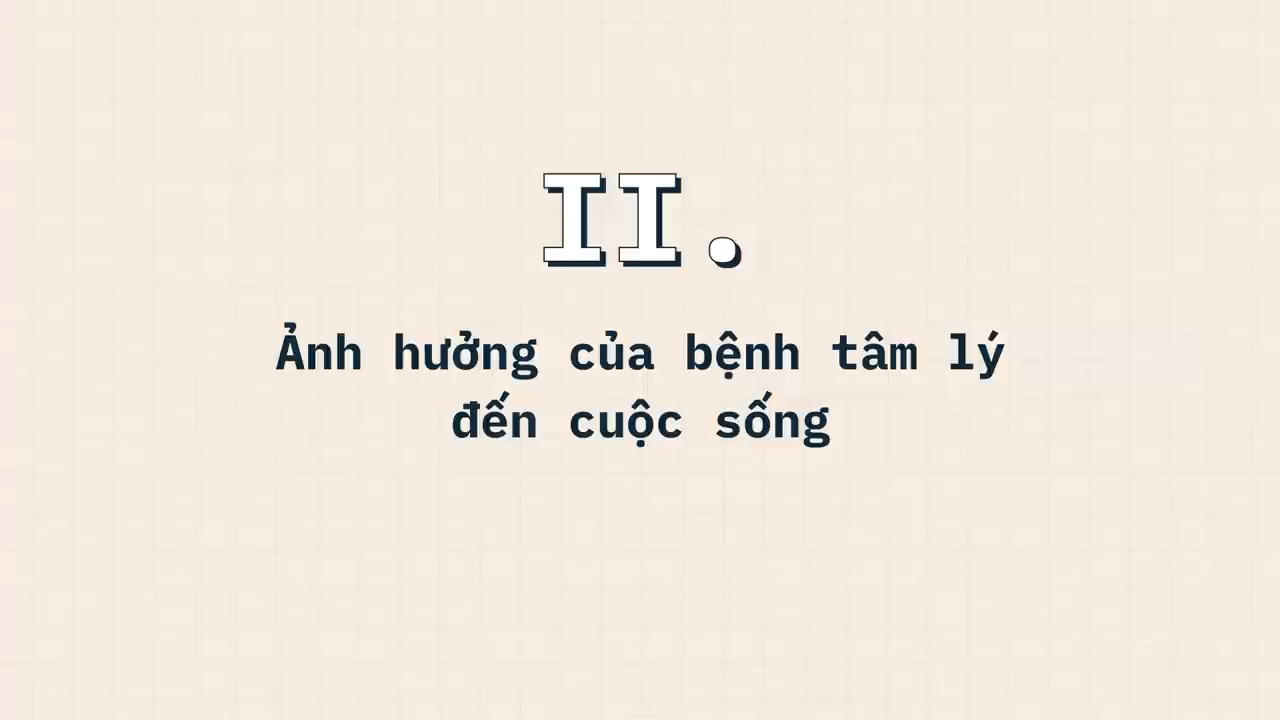 II.
Ảnh hưởng của bệnh tâm lý
đến cuộc sống